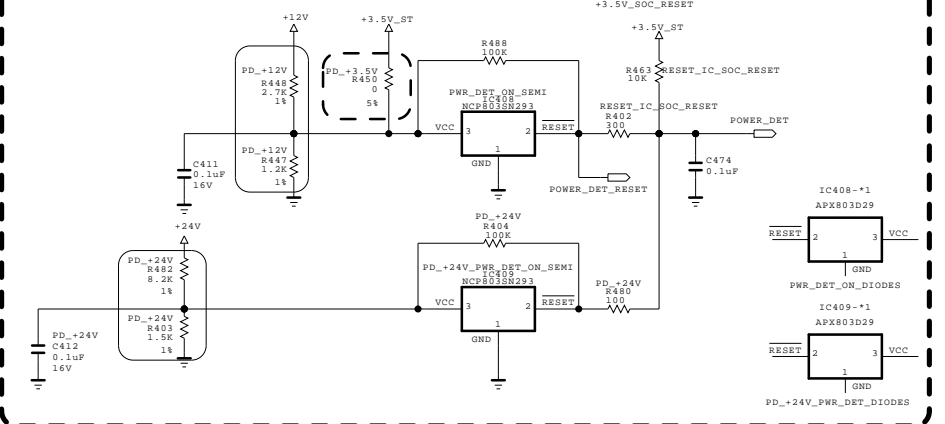 +3.5V_SOC_RESET
+12V
+3.5V_ST
+3.5V_ST
R488
100K
PD_+12V
R448
2.7K
1%
PD_+3.5V
R450
0
5%
R463
10K
RESET_IC_SOC_RESET
PWR_DET_ON_SEMI
IC408
NCP803SN293
RESET_IC_SOC_RESET
R402
300
POWER_DET
VCC
3
2
RESET
1
GND
PD_+12V
R447
1.2K
1%
C411
0.1uF
16V
C474
0.1uF
POWER_DET_RESET
+24V
PD_+24V
R404
100K
IC408-*1
APX803D29
RESET
2
3
VCC
1
GND
PWR_DET_ON_DIODES
PD_+24V
R482
8.2K
1%
PD_+24V_PWR_DET_ON_SEMI
IC409
NCP803SN293
PD_+24V
R480
100
VCC
3
2
RESET
1
GND
PD_+24V
R403
1.5K
1%
PD_+24V
C412
0.1uF
16V
IC409-*1
APX803D29
RESET
2
3
VCC
1
GND
PD_+24V_PWR_DET_DIODES